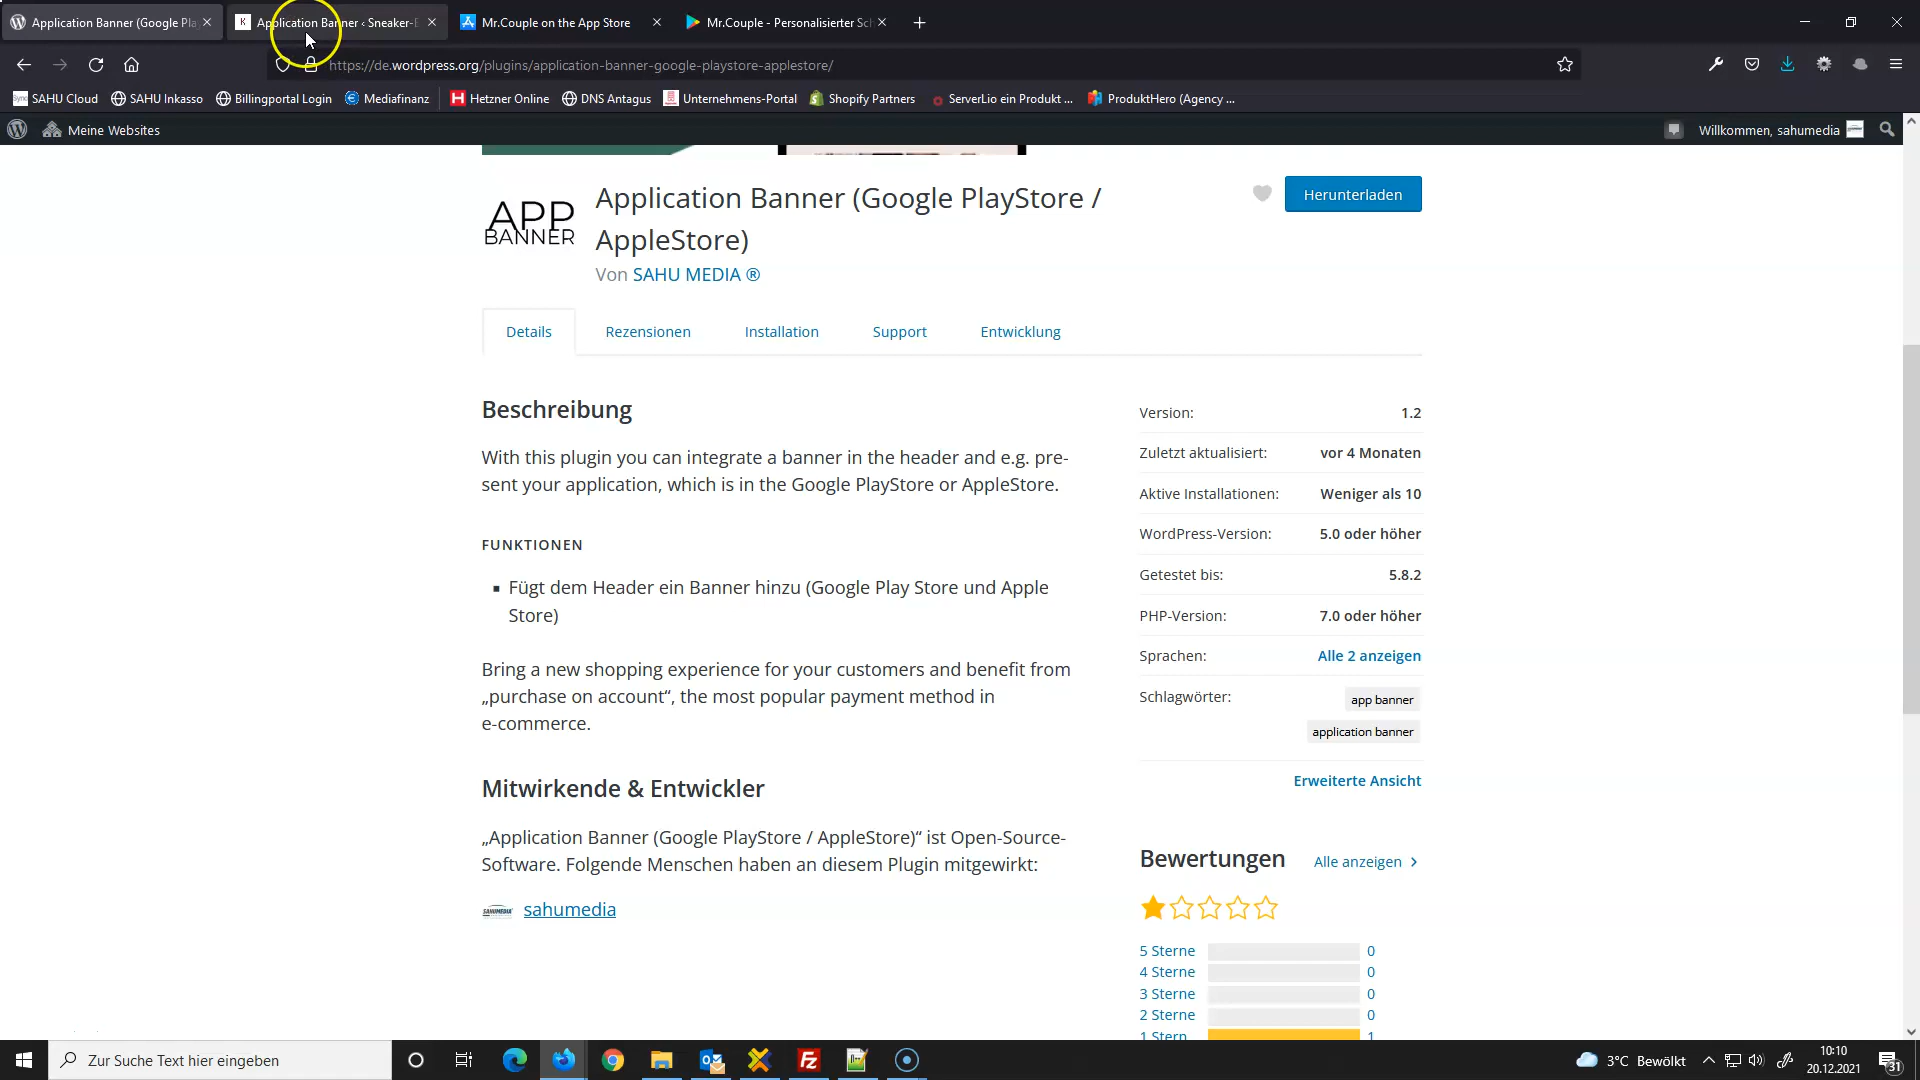 Application Banner (Google Pla
K
Application Banner ‹ Sneaker-E
Mr.Couple on the App Store
Mr.Couple - Personalisierter Sch
https://de.wordpress.org/plugins/application-banner-google-playstore-applestore/
SAHU Cloud
SAHU Inkasso
Billingportal Login
Mediafinanz
Hetzner Online
DNS Antagus
Unternehmens-Portal
Shopify Partners
ServerLio ein Produkt ...
ProduktHero (Agency ...
Meine Websites
Willkommen, sahumedia
APP
BANNER
Application Banner (Google PlayStore /
AppleStore)
Von SAHU MEDIA ®
Herunterladen
Details
Rezensionen
Installation
Support
Entwicklung
Beschreibung
With this plugin you can integrate a banner in the header and e.g. pre-
sent your application, which is in the Google PlayStore or AppleStore.
FUNKTIONEN
▪ Fügt dem Header ein Banner hinzu (Google Play Store und Apple
Store)
Bring a new shopping experience for your customers and benefit from
„purchase on account“, the most popular payment method in
e-commerce.
Mitwirkende & Entwickler
„Application Banner (Google PlayStore / AppleStore)“ ist Open-Source-
Software. Folgende Menschen haben an diesem Plugin mitgewirkt:
SAHUMEDIA
sahumedia
Version: 1.2
Zuletzt aktualisiert: vor 4 Monaten
Aktive Installationen: Weniger als 10
WordPress-Version: 5.0 oder höher
Getestet bis: 5.8.2
PHP-Version: 7.0 oder höher
Sprachen: Alle 2 anzeigen
Schlagwörter: app banner
application banner
Erweiterte Ansicht
Bewertungen
Alle anzeigen
5 Sterne 0
4 Sterne 0
3 Sterne 0
2 Sterne 0
1 Stern 1
Zur Suche Text hier eingeben
3°C Bewölkt
10:10
20.12.2021
31